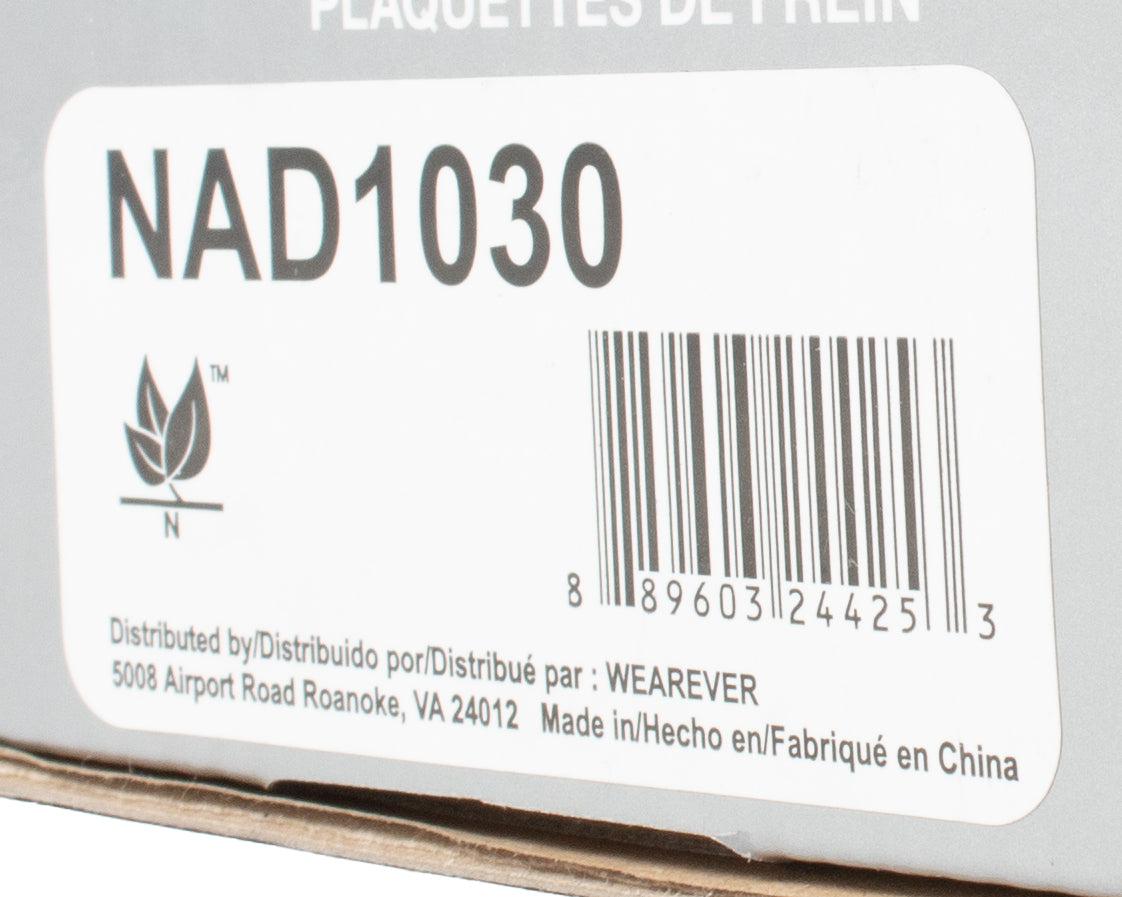 PLAQUETTES DE FREIN
NAD1030
TM
N
8 89603 24425 3
Distributed by/Distribuido por/Distribué par : WEAREVER
5008 Airport Road Roanoke, VA 24012 Made in/Hecho en/Fabriqué en China